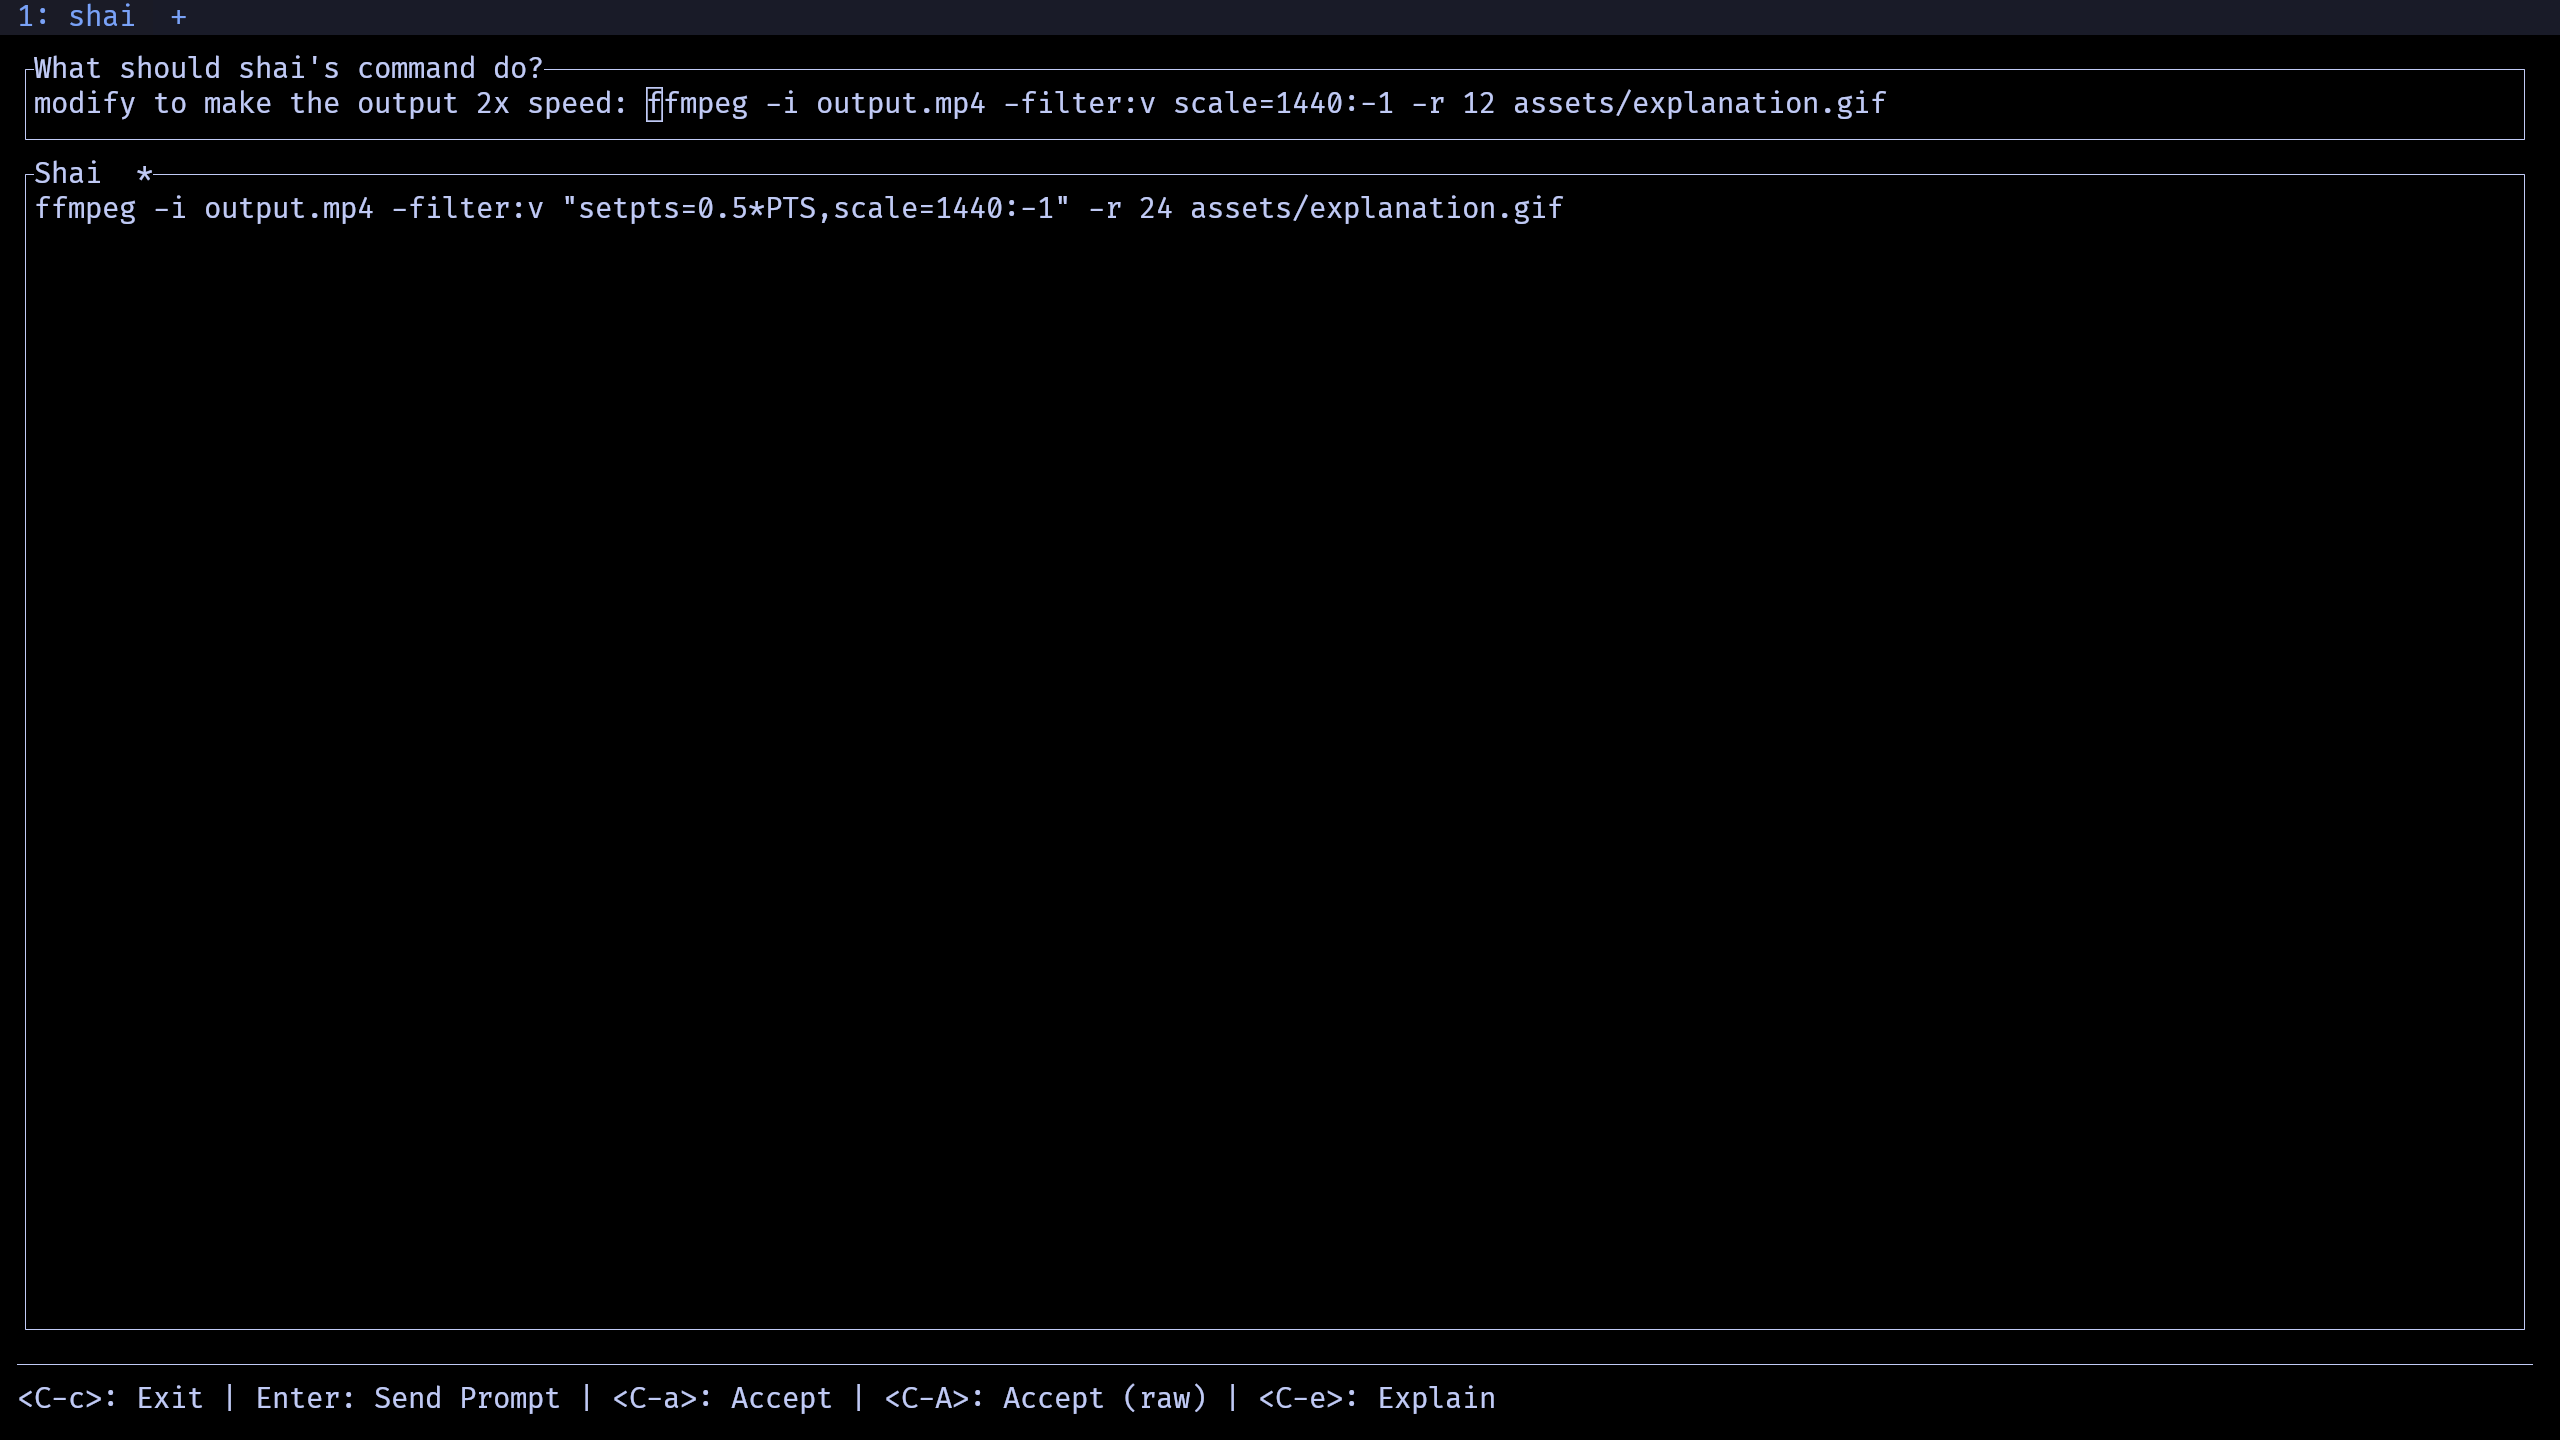 1: shai  +
What should shai's command do?
modify to make the output 2x speed: ffmpeg -i output.mp4 -filter:v scale=1440:-1 -r 12 assets/explanation.gif
Shai  *
ffmpeg -i output.mp4 -filter:v "setpts=0.5*PTS,scale=1440:-1" -r 24 assets/explanation.gif
<C-c>: Exit | Enter: Send Prompt | <C-a>: Accept | <C-A>: Accept (raw) | <C-e>: Explain